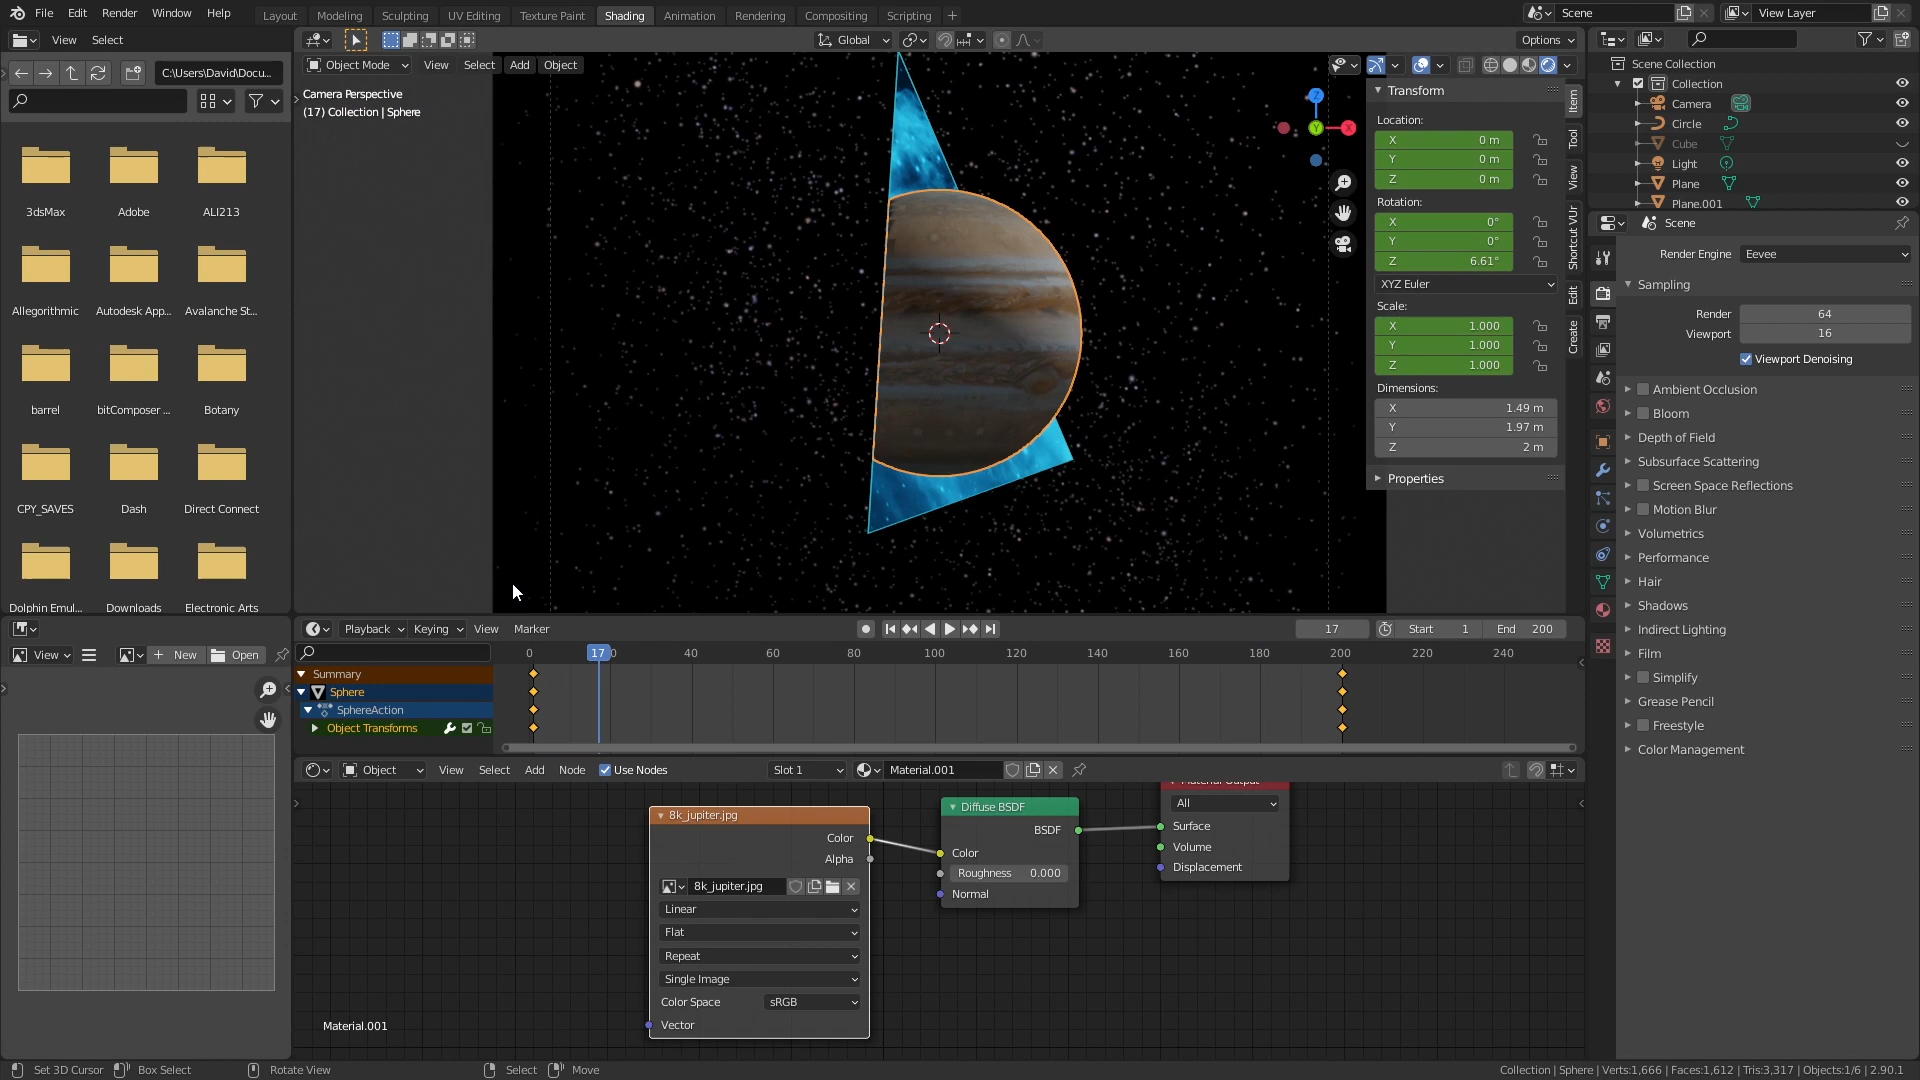 File Edit Render Window Help
Layout Modeling Sculpting UV Editing Texture Paint Shading Animation Rendering Compositing Scripting
Scene
View Layer
View Select
C:\Users\David\Docu...
3dsMax Adobe ALI213
Allegorithmic Autodesk App... Avalanche St...
barrel bitComposer ... Botany
CPY_SAVES Dash Direct Connect
Dolphin Emul... Downloads Electronic Arts
Global
Options
Object Mode View Select Add Object
Camera Perspective
(17) Collection | Sphere
Z
Y
X
Transform
Location:
X 0 m
Y 0 m
Z 0 m
Rotation:
X 0°
Y 0°
Z 6.61°
XYZ Euler
Scale:
X 1.000
Y 1.000
Z 1.000
Dimensions:
X 1.49 m
Y 1.97 m
Z 2 m
Properties
Item
Tool
View
Shortcut VUr
Edit
Create
Scene Collection
Collection
Camera
Circle
Cube
Light
Plane
Plane.001
Scene
Render Engine Eevee
Sampling
Render 64
Viewport 16
Viewport Denoising
Ambient Occlusion
Bloom
Depth of Field
Subsurface Scattering
Screen Space Reflections
Motion Blur
Volumetrics
Performance
Hair
Shadows
Indirect Lighting
Film
Simplify
Grease Pencil
Freestyle
Color Management
Playback Keying View Marker
17 Start 1 End 200
0 17 0 40 60 80 100 120 140 160 180 200 220 240
Summary
Sphere
SphereAction
Object Transforms
View New Open
Object View Select Add Node Use Nodes Slot 1 Material.001
8k_jupiter.jpg
Color
Alpha
8k_jupiter.jpg
Linear
Flat
Repeat
Single Image
Color Space sRGB
Vector
Diffuse BSDF
BSDF
Color
Roughness 0.000
Normal
Material Output
All
Surface
Volume
Displacement
Material.001
Set 3D Cursor Box Select Rotate View Select Move
Collection | Sphere | Verts:1,666 | Faces:1,612 | Tris:3,317 | Objects:1/6 | 2.90.1